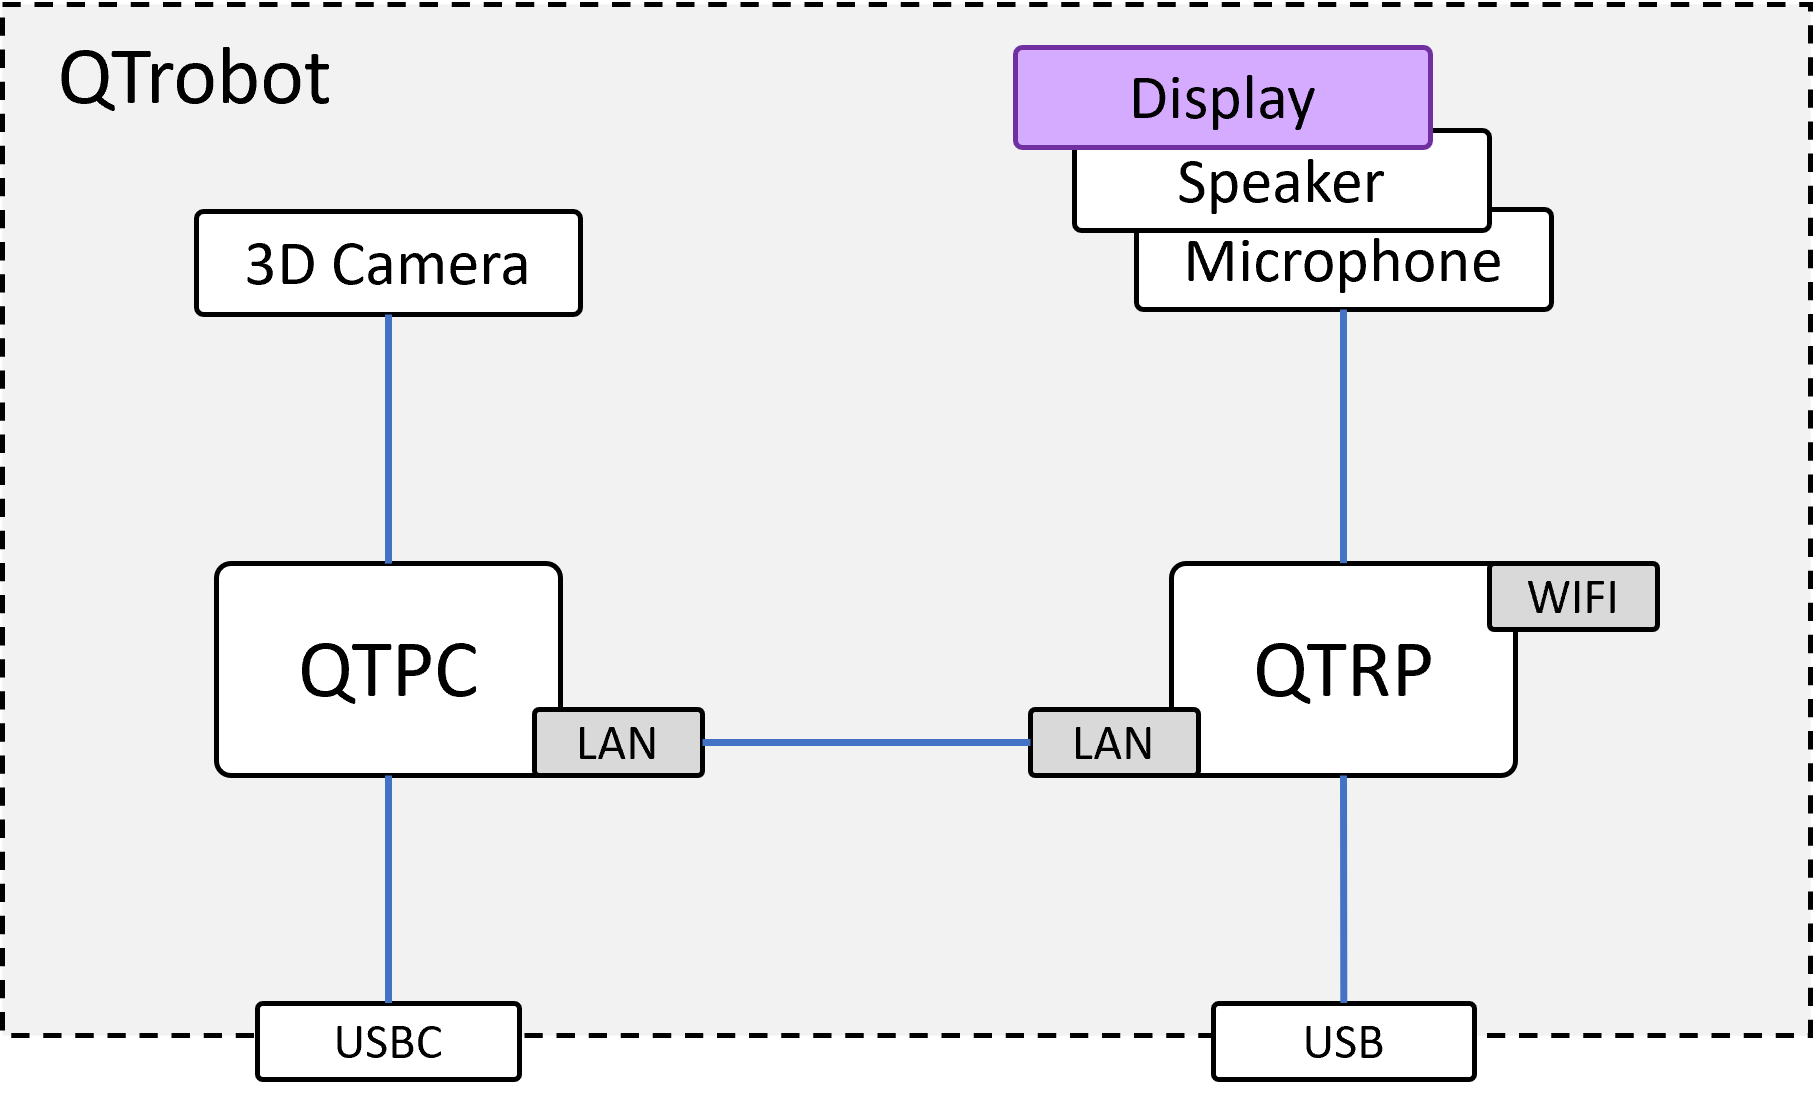 QTrobot
Display
Speaker
Microphone
3D Camera
QTPC
LAN
LAN
QTRP
WIFI
USBC
USB